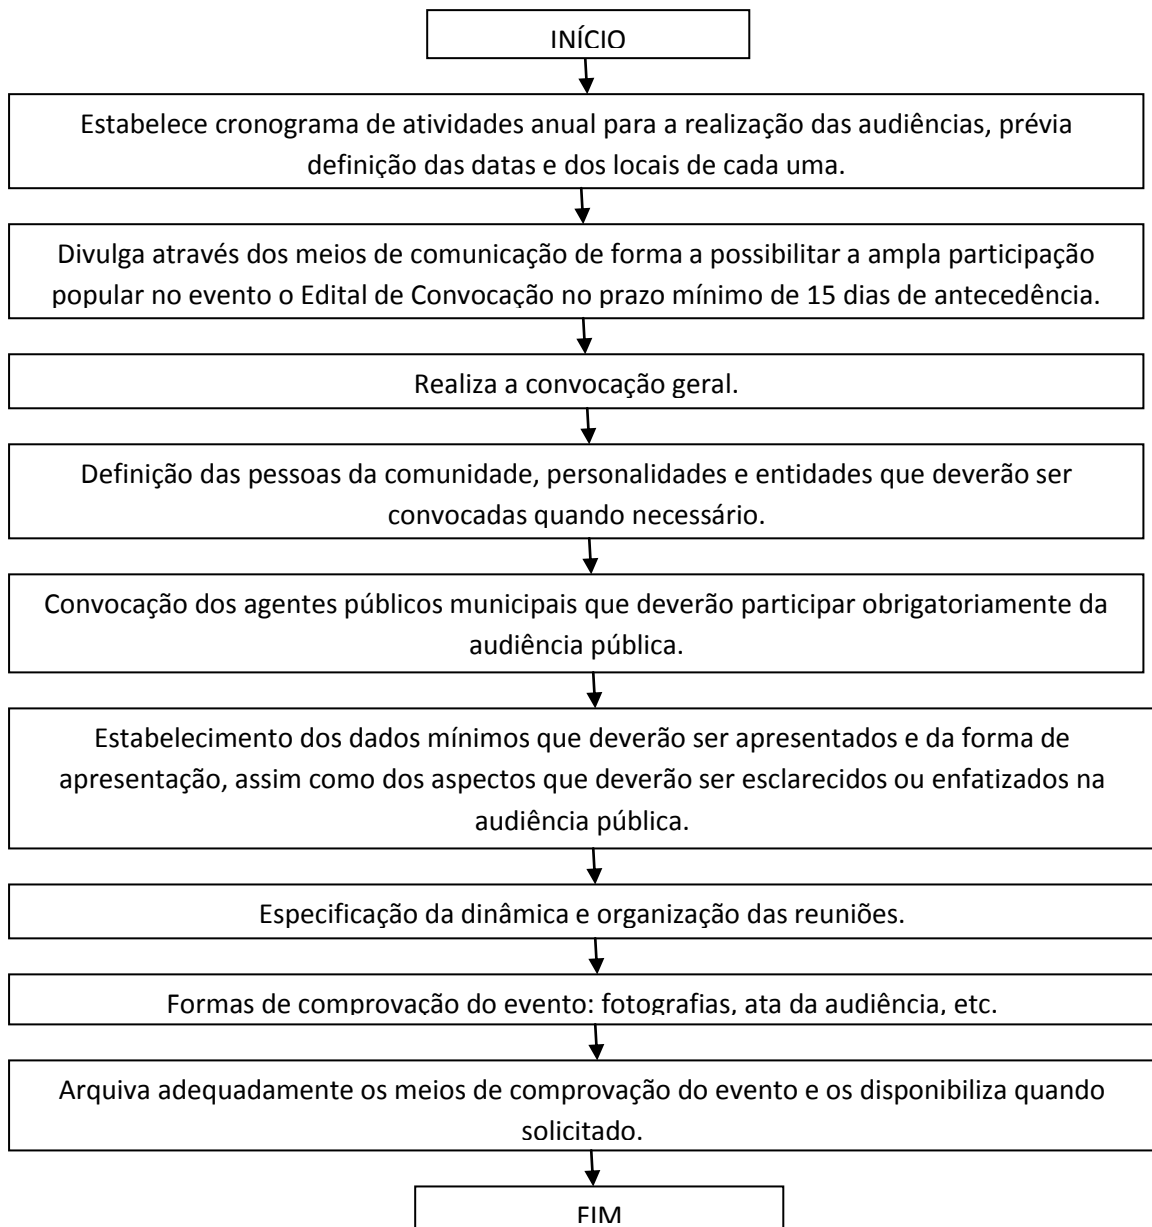 INÍCIO
Estabelece cronograma de atividades anual para a realização das audiências, prévia
definição das datas e dos locais de cada uma.
Divulga através dos meios de comunicação de forma a possibilitar a ampla participação
popular no evento o Edital de Convocação no prazo mínimo de 15 dias de antecedência.
Realiza a convocação geral.
Definição das pessoas da comunidade, personalidades e entidades que deverão ser
convocadas quando necessário.
Convocação dos agentes públicos municipais que deverão participar obrigatoriamente da
audiência pública.
Estabelecimento dos dados mínimos que deverão ser apresentados e da forma de
apresentação, assim como dos aspectos que deverão ser esclarecidos ou enfatizados na
audiência pública.
Especificação da dinâmica e organização das reuniões.
Formas de comprovação do evento: fotografias, ata da audiência, etc.
Arquiva adequadamente os meios de comprovação do evento e os disponibiliza quando
solicitado.
FIM